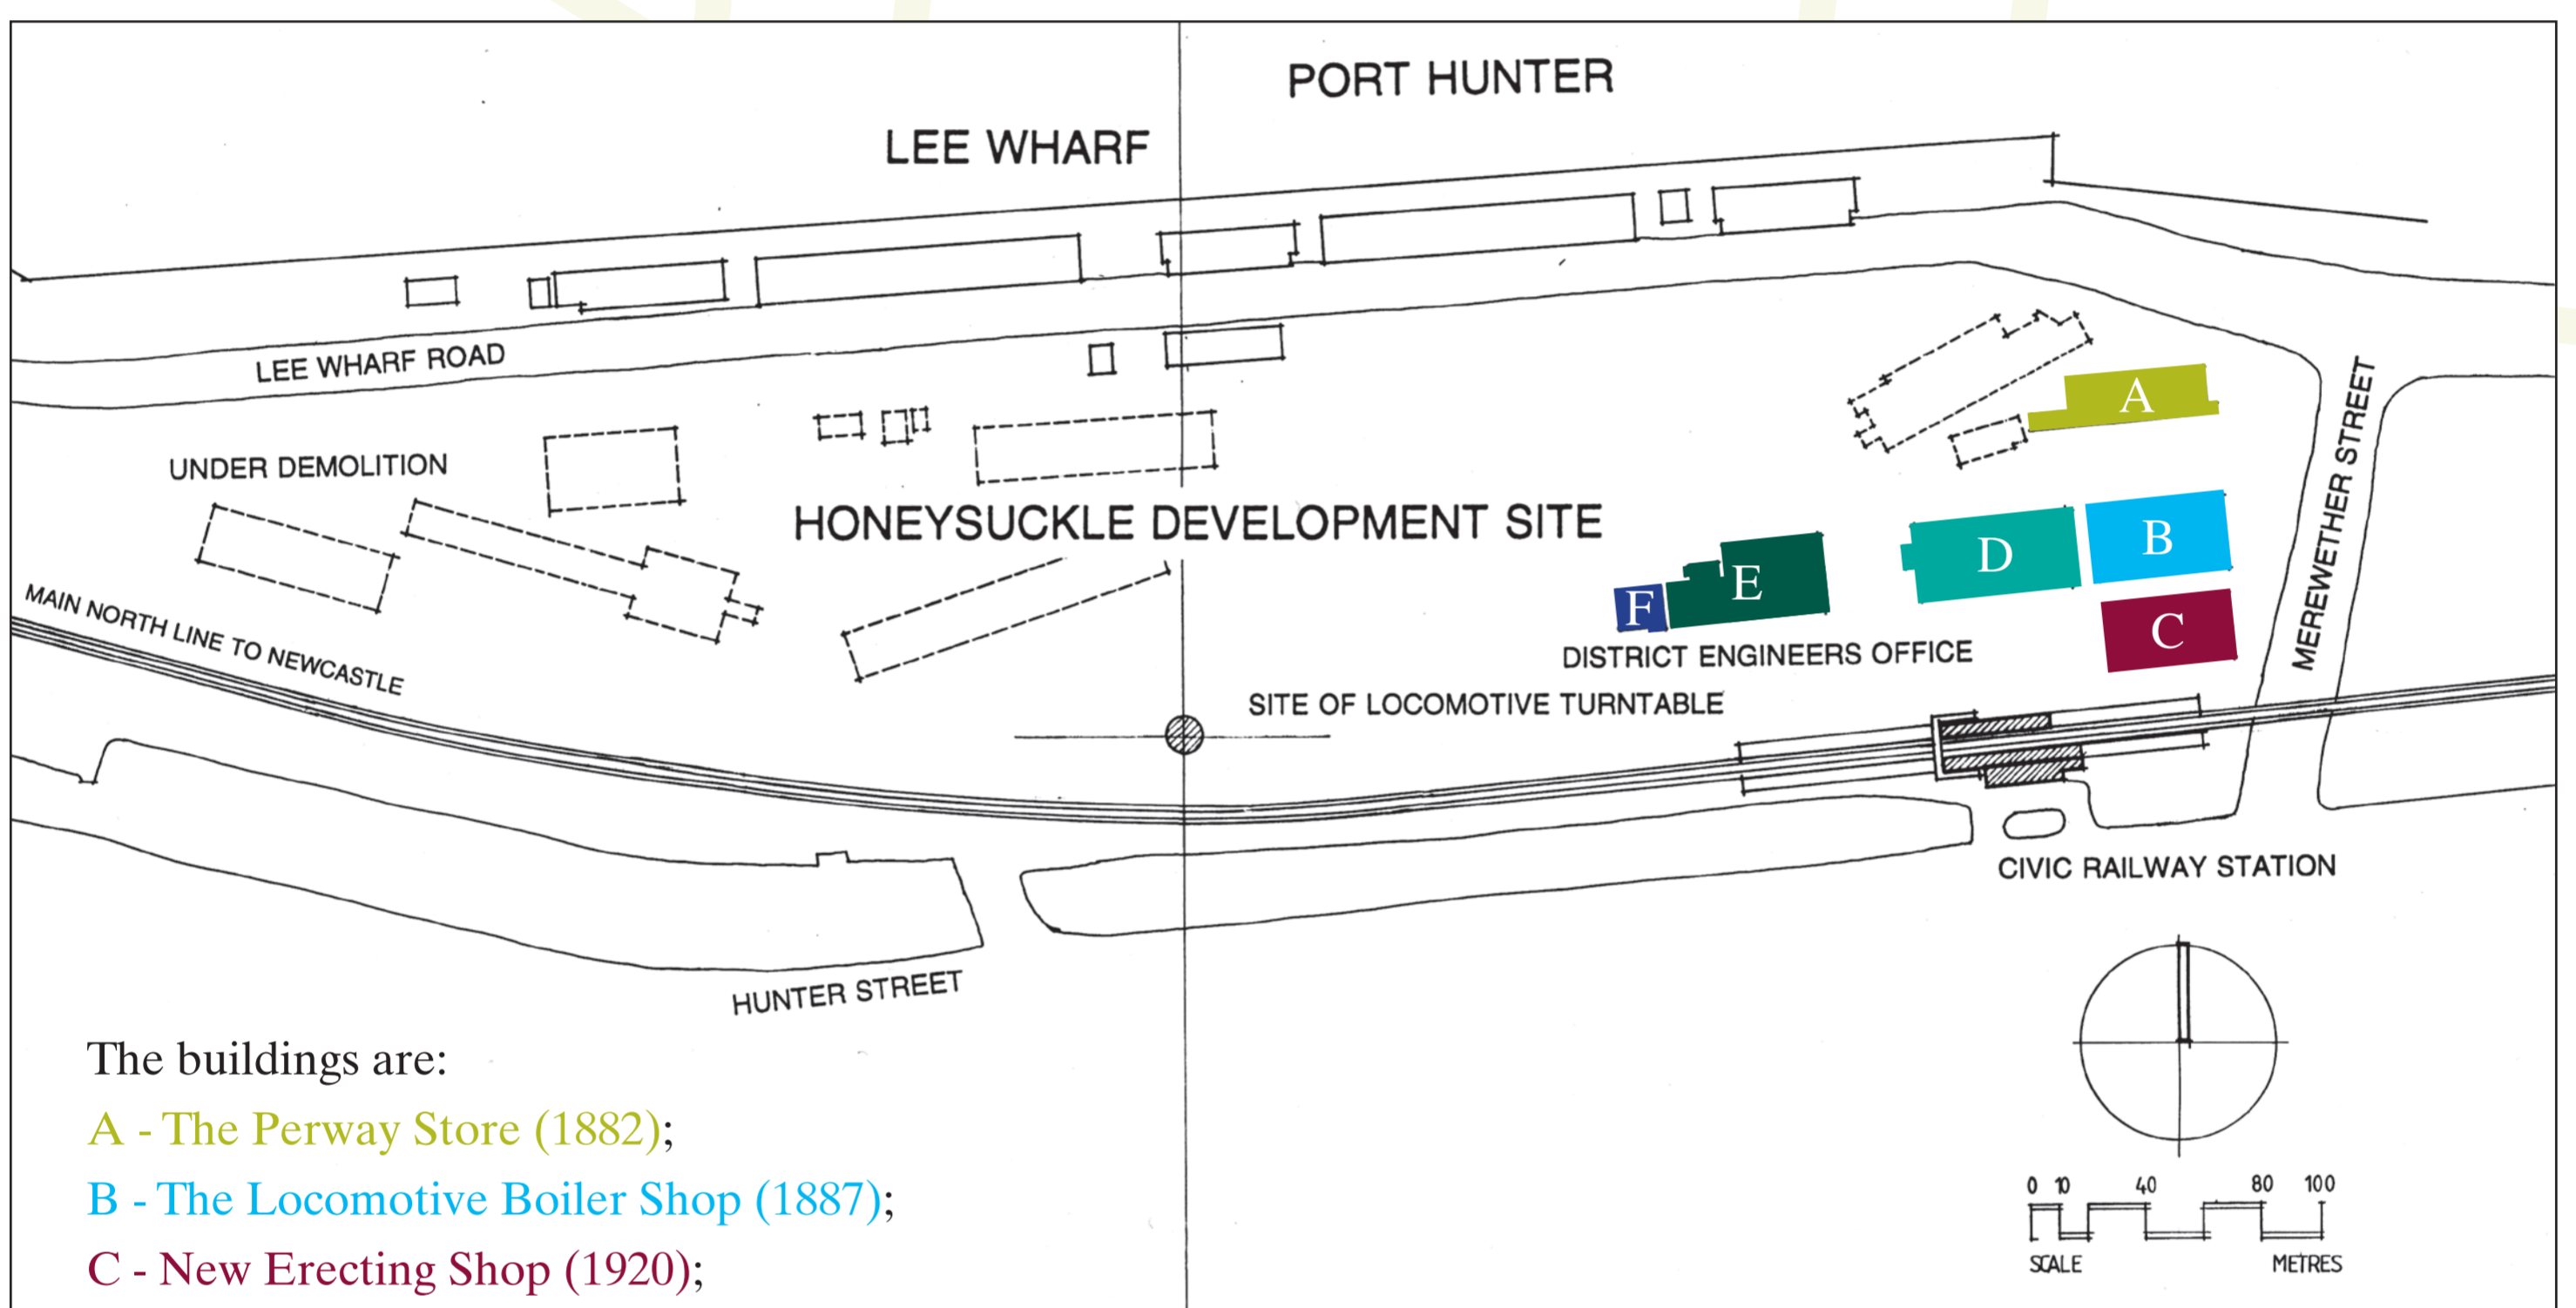 PORT HUNTER
LEE WHARF
LEE WHARF ROAD
UNDER DEMOLITION
A
MEREWETHER STREET
HONEYSUCKLE DEVELOPMENT SITE
B
D
E
F
C
MAIN NORTH LINE TO NEWCASTLE
DISTRICT ENGINEERS OFFICE
SITE OF LOCOMOTIVE TURNTABLE
CIVIC RAILWAY STATION
HUNTER STREET
The buildings are:
A - The Perway Store (1882);
B - The Locomotive Boiler Shop (1887);
C - New Erecting Shop (1920);
0 10 40 80 100
SCALE METRES